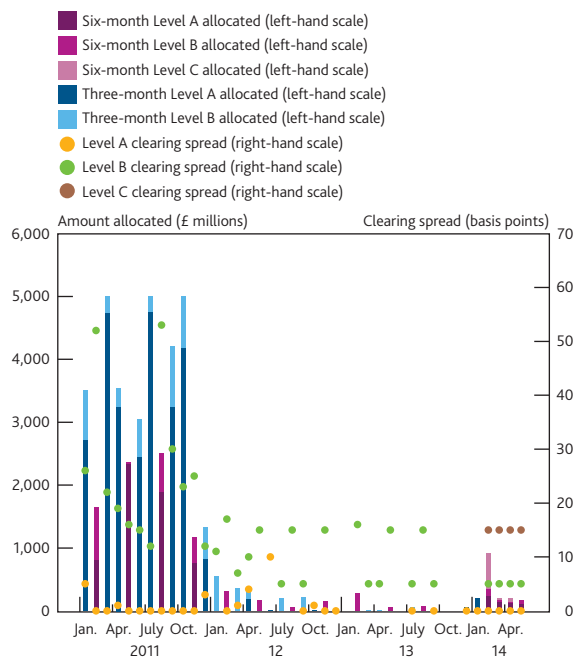 Six-month Level A allocated (left-hand scale)
Six-month Level B allocated (left-hand scale)
Six-month Level C allocated (left-hand scale)
Three-month Level A allocated (left-hand scale)
Three-month Level B allocated (left-hand scale)
Level A clearing spread (right-hand scale)
Level B clearing spread (right-hand scale)
Level C clearing spread (right-hand scale)
Amount allocated (£ millions) Clearing spread (basis points)
6,000 70
60
5,000
50
4,000
40
3,000
30
2,000
20
1,000
10
0 0
Jan. Apr. July Oct. Jan. Apr. July Oct. Jan. Apr. July Oct. Jan. Apr.
2011 12 13 14